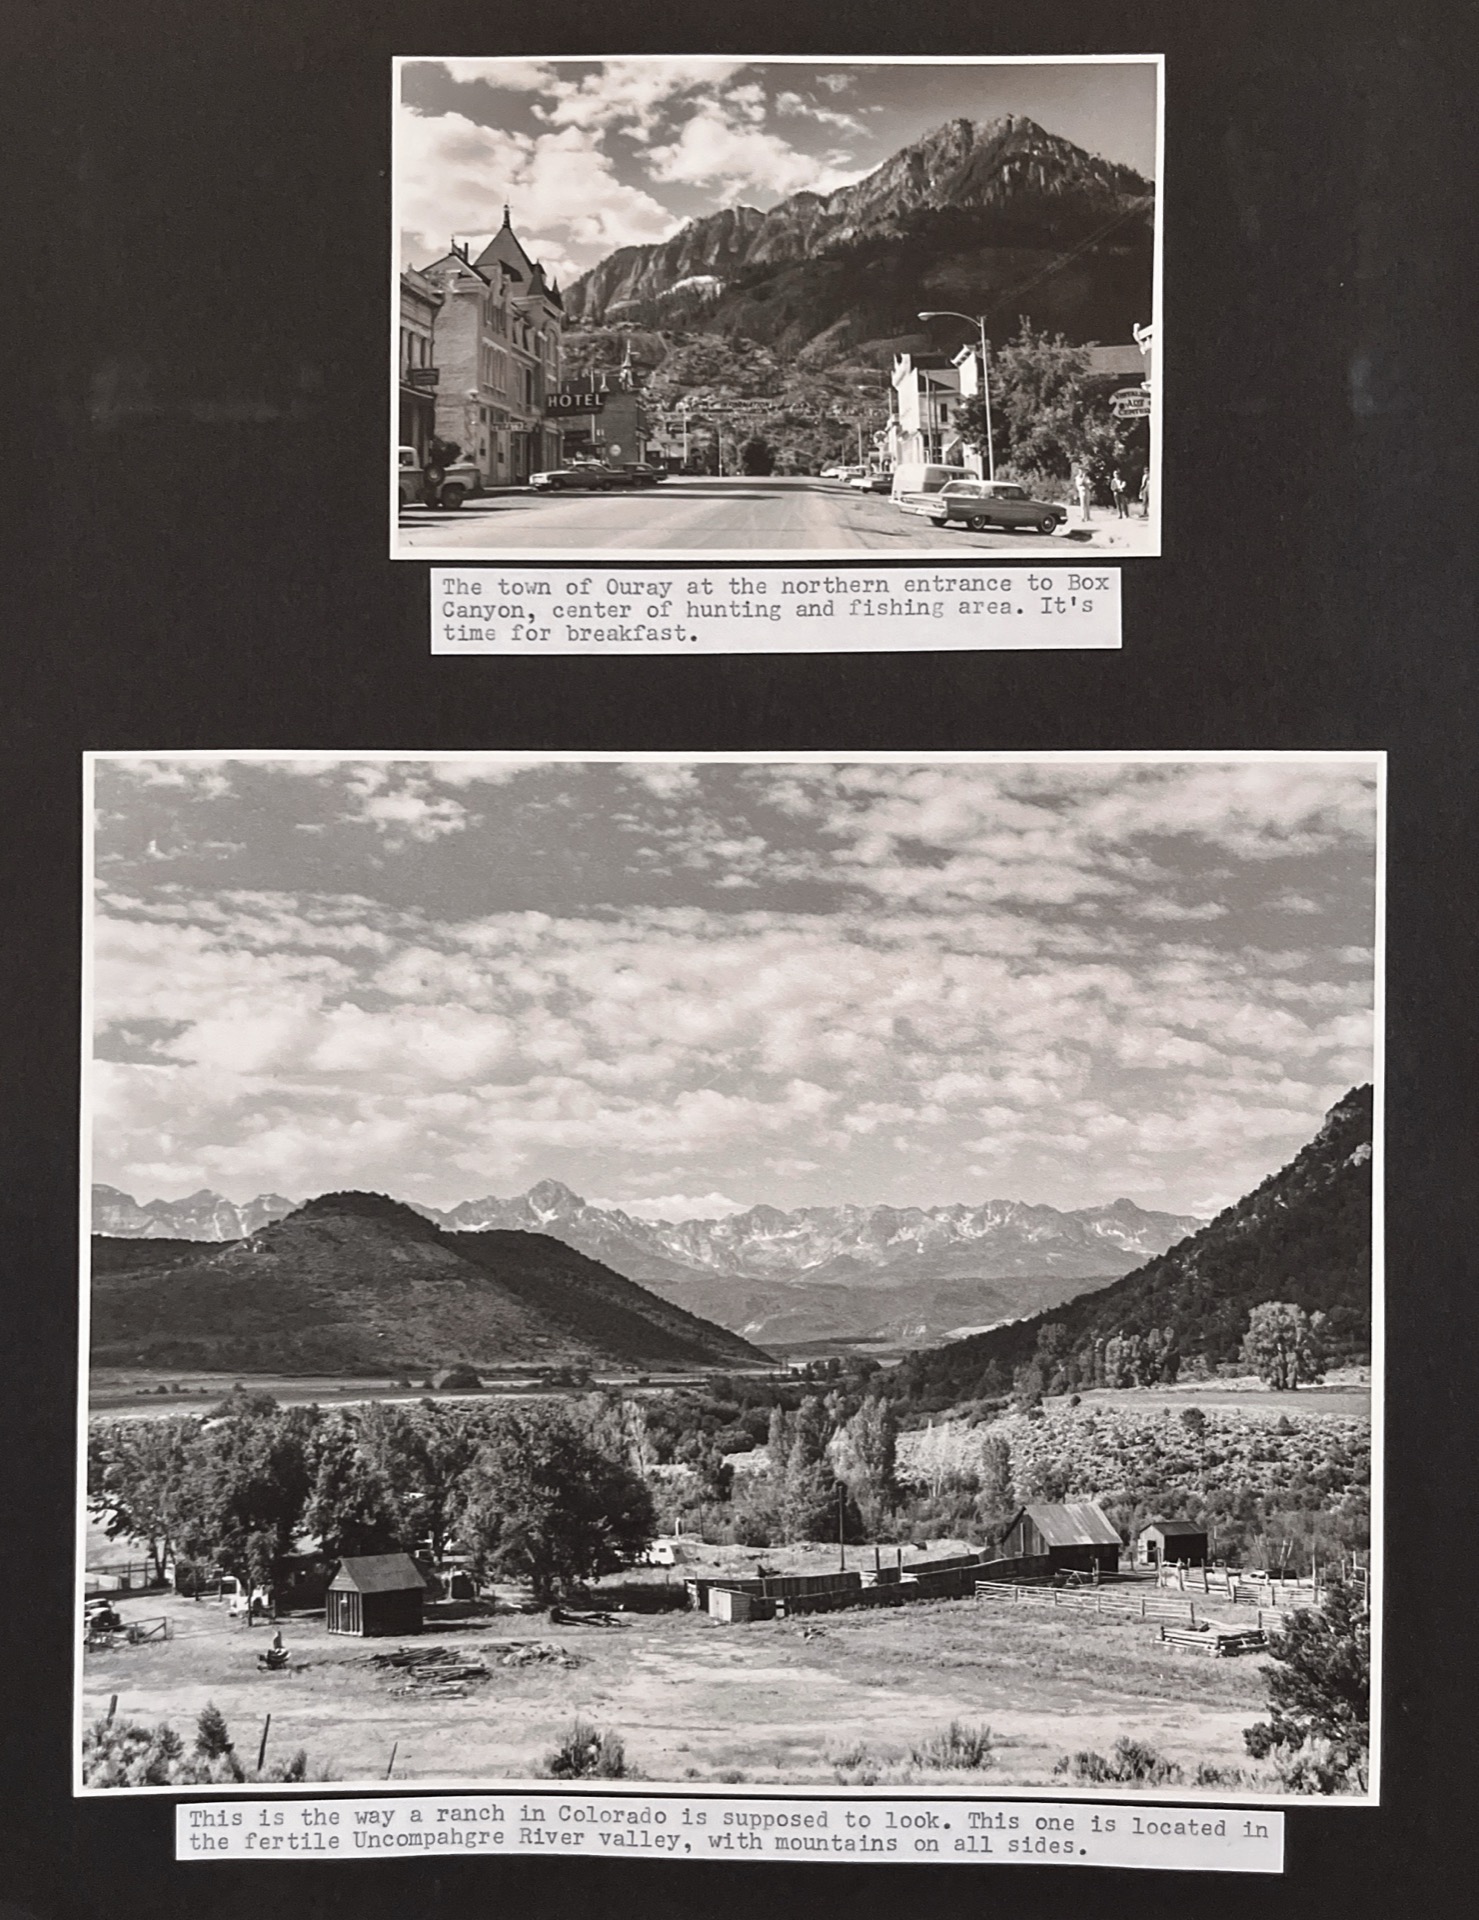 HOTEL
ART
The town of Ouray at the northern entrance to Box
Canyon, center of hunting and fishing area. It's
time for breakfast.
This is the way a ranch in Colorado is supposed to look. This one is located in
the fertile Uncompahgre River valley, with mountains on all sides.